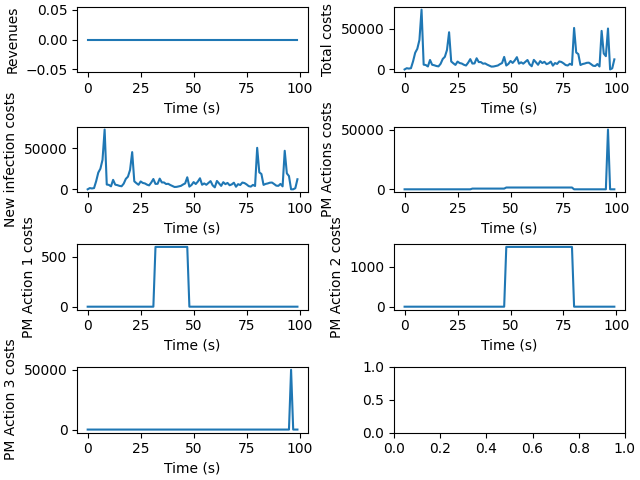 Revenues
0.05
0.00
−0.05
0 25 50 75 100
Time (s)
Total costs
50000
0
0 25 50 75 100
Time (s)
New infection costs
50000
0
0 25 50 75 100
Time (s)
PM Actions costs
50000
0
0 25 50 75 100
Time (s)
PM Action 1 costs
500
0
0 25 50 75 100
Time (s)
PM Action 2 costs
1000
0
0 25 50 75 100
Time (s)
PM Action 3 costs
50000
0
0 25 50 75 100
Time (s)
1.0
0.5
0.0
0.0 0.2 0.4 0.6 0.8 1.0